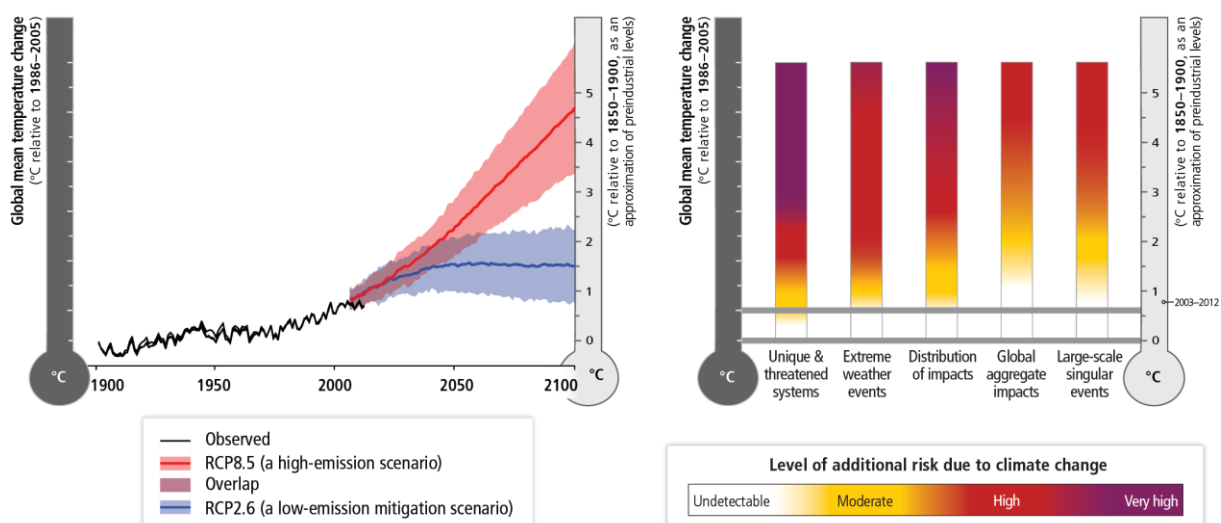 Global mean temperature change
(°C relative to 1986–2005)
(°C relative to 1850–1900, as an
approximation of preindustrial levels)
5
4
3
2
1
0
°C
°C
1900
1950
2000
2050
2100
Observed
RCP8.5 (a high-emission scenario)
Overlap
RCP2.6 (a low-emission mitigation scenario)
Global mean temperature change
(°C relative to 1986–2005)
(°C relative to 1850–1900, as an
approximation of preindustrial levels)
5
4
3
2
1
2003–2012
0
°C
°C
Unique &
threatened
systems
Extreme
weather
events
Distribution
of impacts
Global
aggregate
impacts
Large-scale
singular
events
Level of additional risk due to climate change
Undetectable
Moderate
High
Very high